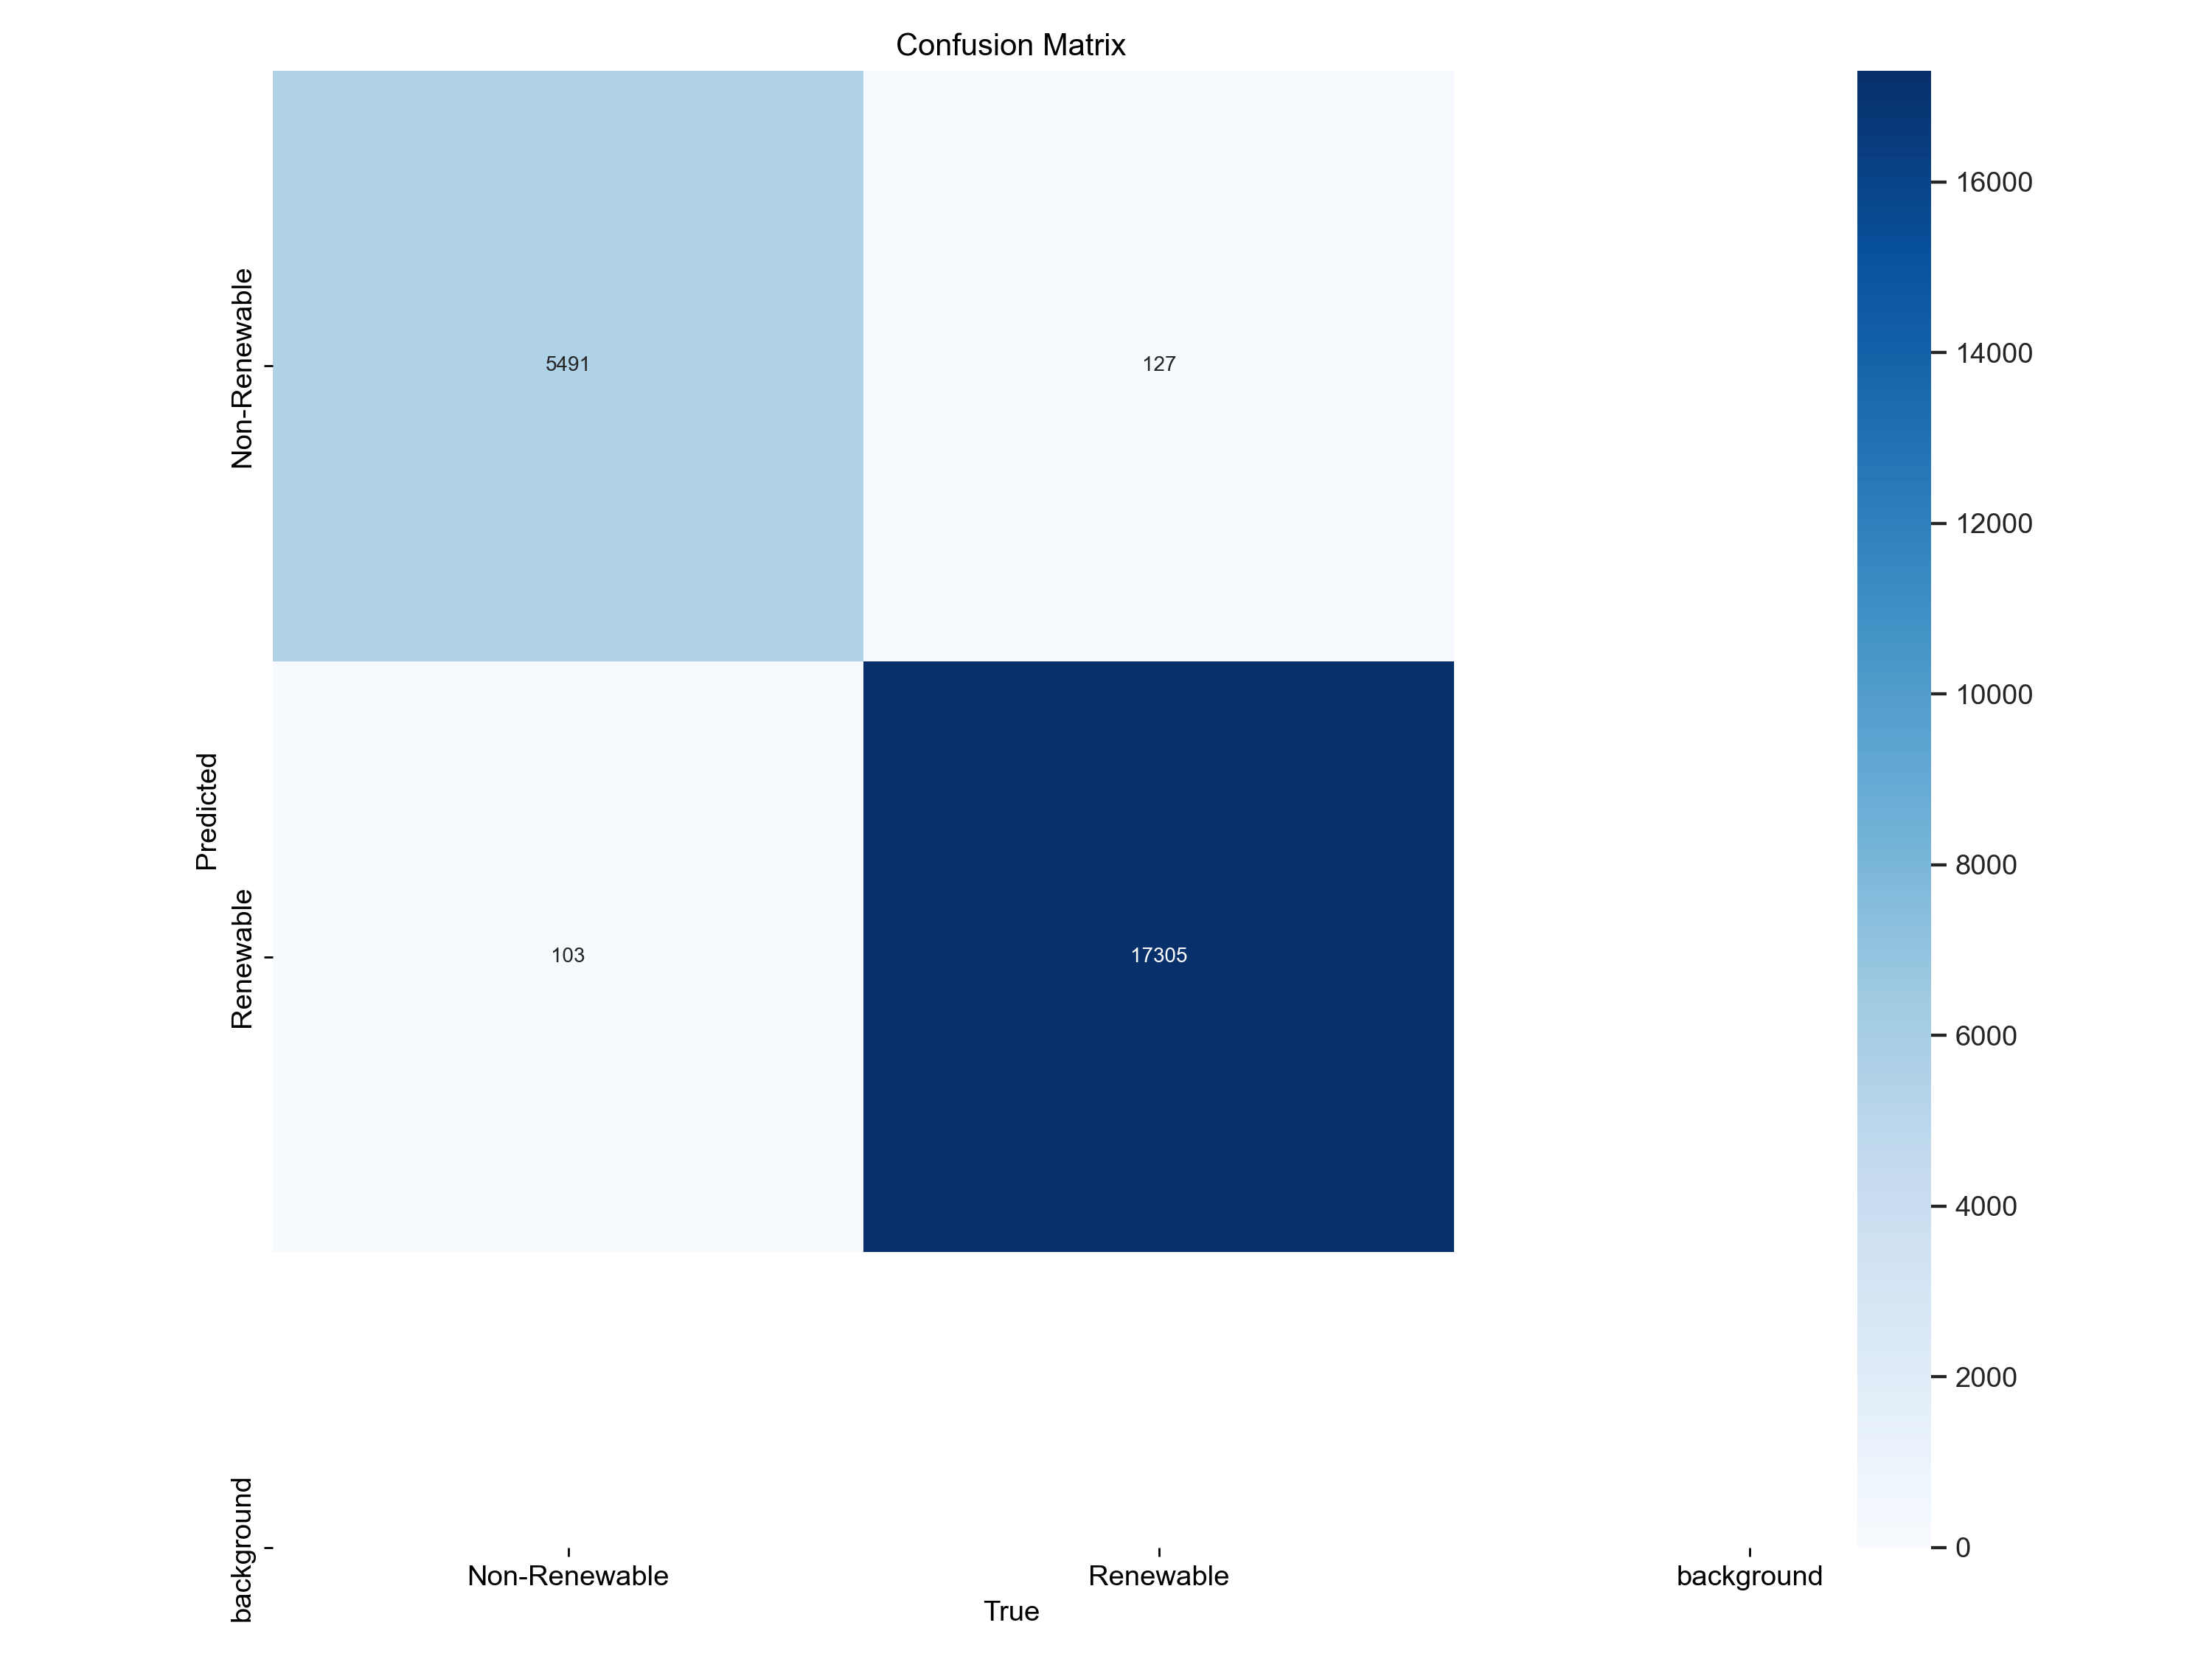 Confusion Matrix
Non-Renewable
5491
127
Predicted
Renewable
103
17305
background
Non-Renewable
Renewable
background
True
16000
14000
12000
10000
8000
6000
4000
2000
0